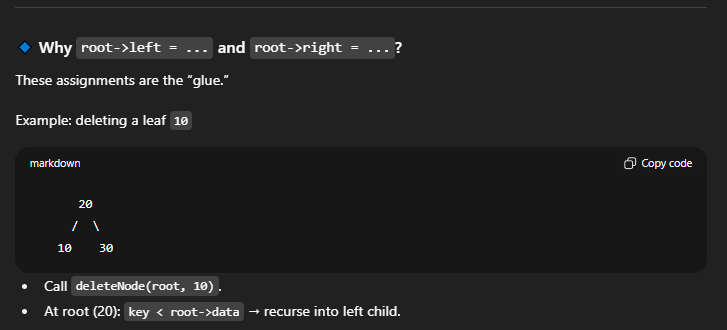 Why root->left = ... and root->right = ...?
These assignments are the “glue.”
Example: deleting a leaf 10
markdown
Copy code
20
/ \
10 30
• Call deleteNode(root, 10).
• At root (20): key < root->data → recurse into left child.